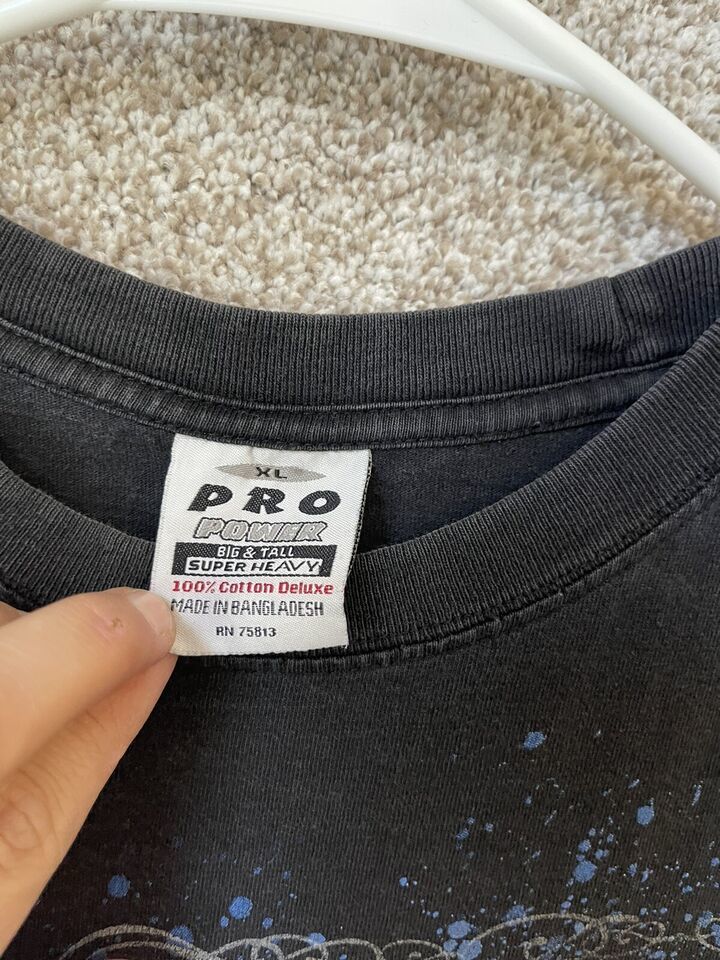 XL
PRO
POWER
BIG & TALL
SUPER HEAVY
100% Cotton Deluxe
MADE IN BANGLADESH
RN 75813